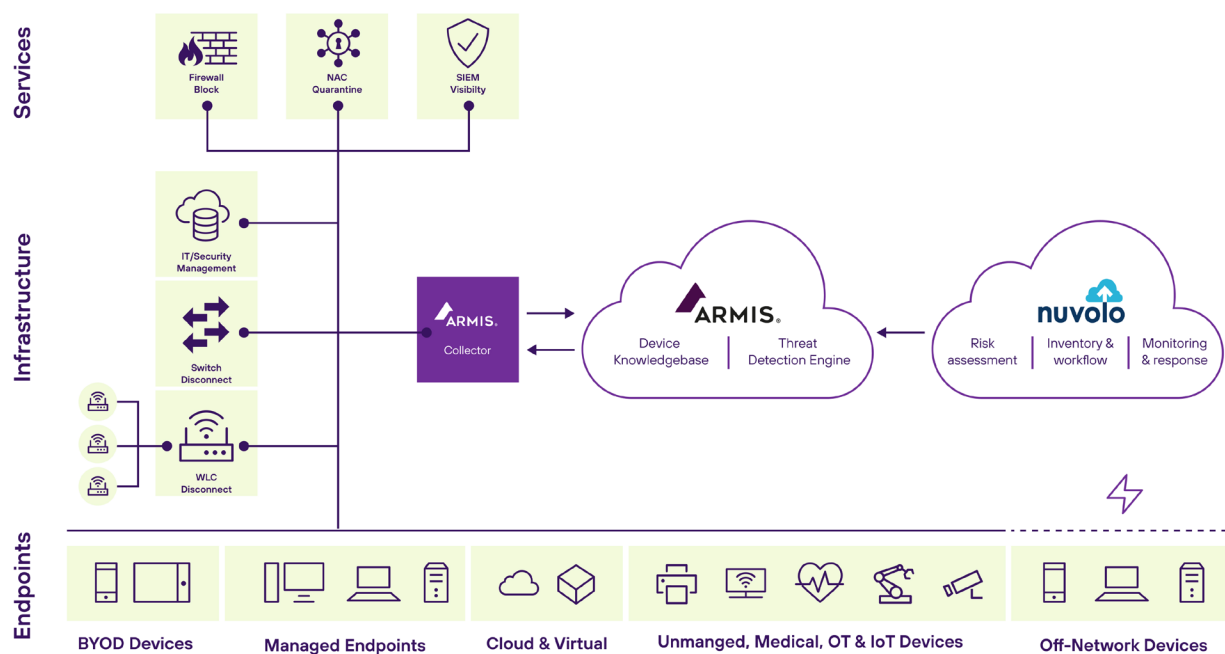 Services
Firewall
Block
NAC
Quarantine
SIEM
Visibilty
Infrastructure
IT/Security
Management
Switch
Disconnect
WLC
Disconnect
ARMIS®
Collector
ARMIS®
Device
Knowledgebase
Threat
Detection Engine
nuvolo
Risk
assessment
Inventory &
workflow
Monitoring
& response
Endpoints
BYOD Devices
Managed Endpoints
Cloud & Virtual
Unmanged, Medical, OT & IoT Devices
Off-Network Devices